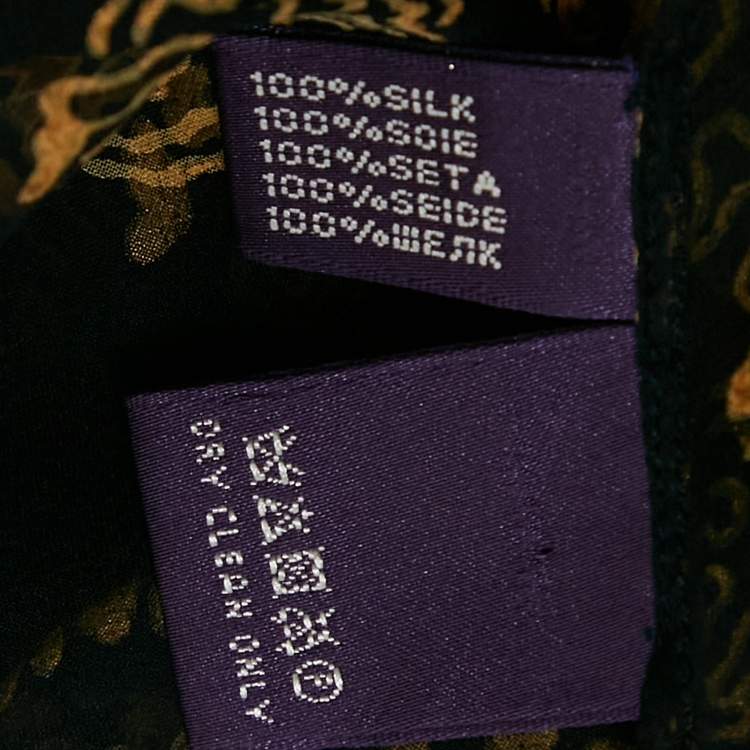 100%SILK
100%SOIE
100%SETA
100%SEIDE
100%ШЕЛК
DRY CLEAN ONLY
F